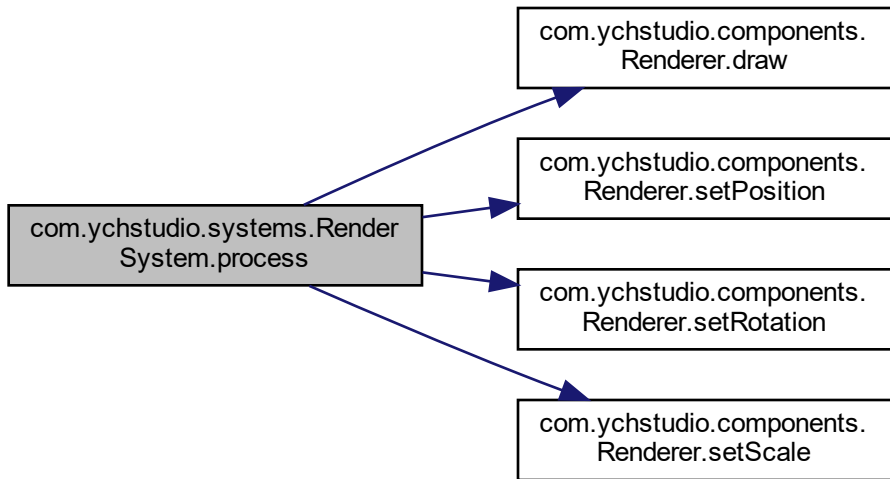 com.ychstudio.components.
Renderer.draw
com.ychstudio.components.
Renderer.setPosition
com.ychstudio.systems.Render
System.process
com.ychstudio.components.
Renderer.setRotation
com.ychstudio.components.
Renderer.setScale